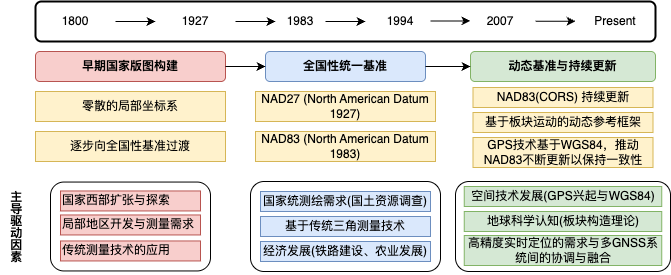 1800 1927 1983 1994 2007 Present
早期国家版图构建
全国性统一基准
动态基准与持续更新
零散的局部坐标系
逐步向全国性基准过渡
NAD27 (North American Datum
1927)
NAD83 (North American Datum
1983)
NAD83(CORS) 持续更新
基于板块运动的动态参考框架
GPS技术基于WGS84，推动
NAD83不断更新以保持一致性
主导驱动因素
国家西部扩张与探索
局部地区开发与测量需求
传统测量技术的应用
国家统测绘需求(国土资源调查)
基于传统三角测量技术
经济发展(铁路建设、农业发展)
空间技术发展(GPS兴起与WGS84)
地球科学认知(板块构造理论)
高精度实时定位的需求与多GNSS系
统间的协调与融合